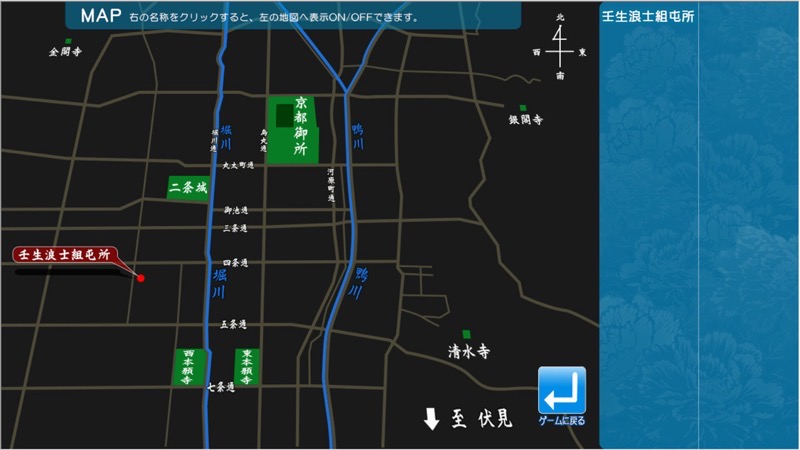 MAP 右の名称をクリックすると、左の地図へ表示ON/OFFできます。
壬生浪士組屯所
北
西 東
南
金閣寺
銀閣寺
京都御所
堀川
堀川通
烏丸通
鴨川
丸太町通
河原町通
二条城
御池通
三条通
壬生浪士組屯所
四条通
堀川
鴨川
五条通
清水寺
西本願寺
東本願寺
七条通
至 伏見
ゲームに戻る